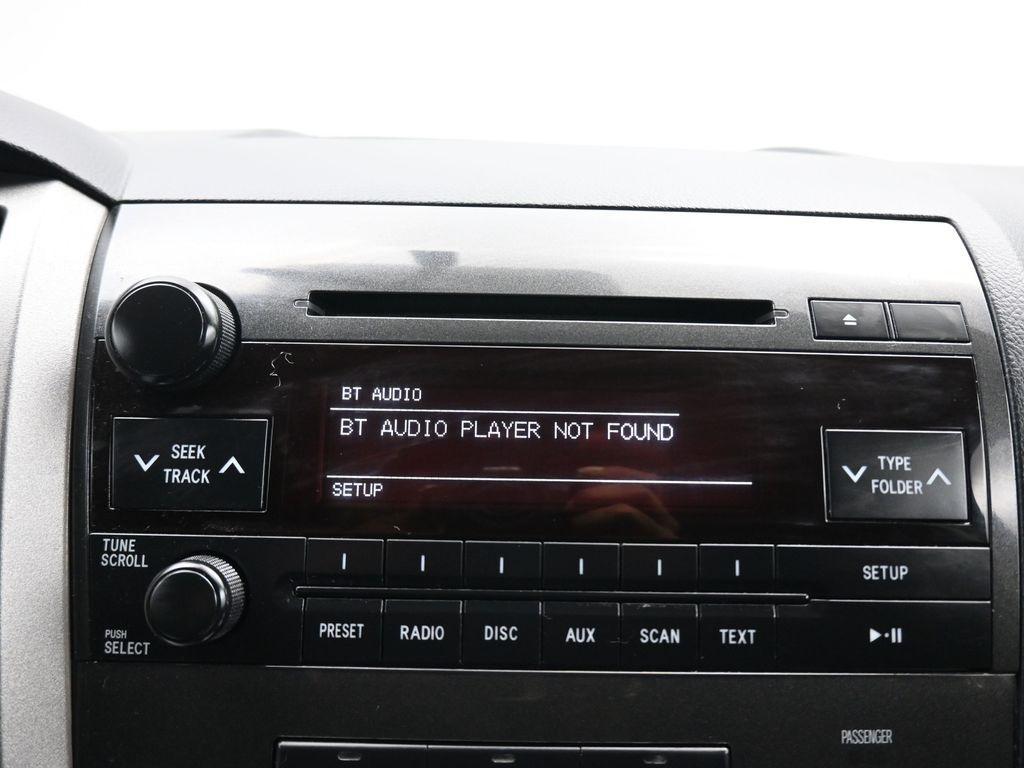 BT AUDIO
BT AUDIO PLAYER NOT FOUND
SETUP
SEEK
TRACK
TYPE
FOLDER
TUNE
SCROLL
PUSH
SELECT
SETUP
PRESET
RADIO
DISC
AUX
SCAN
TEXT
PASSENGER